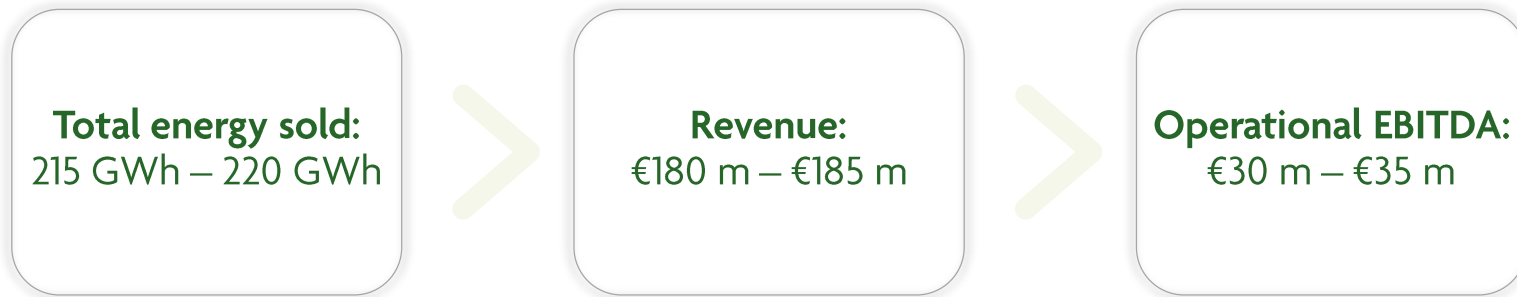 Total energy sold:
215 GWh – 220 GWh
Revenue:
€180 m – €185 m
Operational EBITDA:
€30 m – €35 m